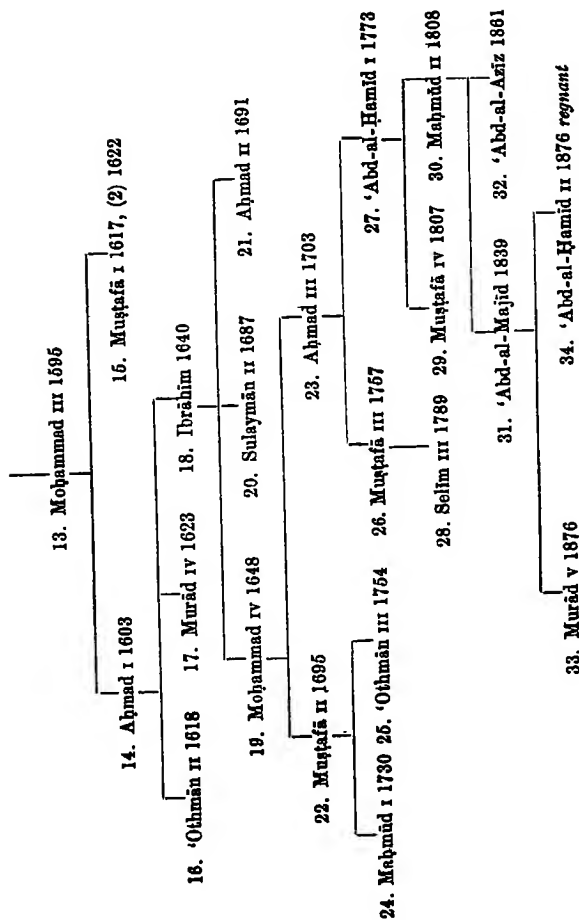 13. Moḥammad III 1595
14. Aḥmad I 1603 15. Muṣṭafā I 1617, (2) 1622
16. ‘Othmān II 1618 17. Murād IV 1623 18. Ibrāhīm 1640
19. Moḥammad IV 1648 20. Sulaymān II 1687 21. Aḥmad II 1691
22. Muṣṭafā II 1695 23. Aḥmad III 1703
24. Maḥmūd I 1730 25. ‘Othmān III 1754 26. Muṣṭafā III 1757 27. ‘Abd-al-Ḥamīd I 1773
28. Selīm III 1789 29. Muṣṭafā IV 1807 30. Maḥmūd II 1808
31. ‘Abd-al-Majīd 1839 32. ‘Abd-al-Azīz 1861
33. Murād V 1876 34. ‘Abd-al-Ḥamīd II 1876 regnant